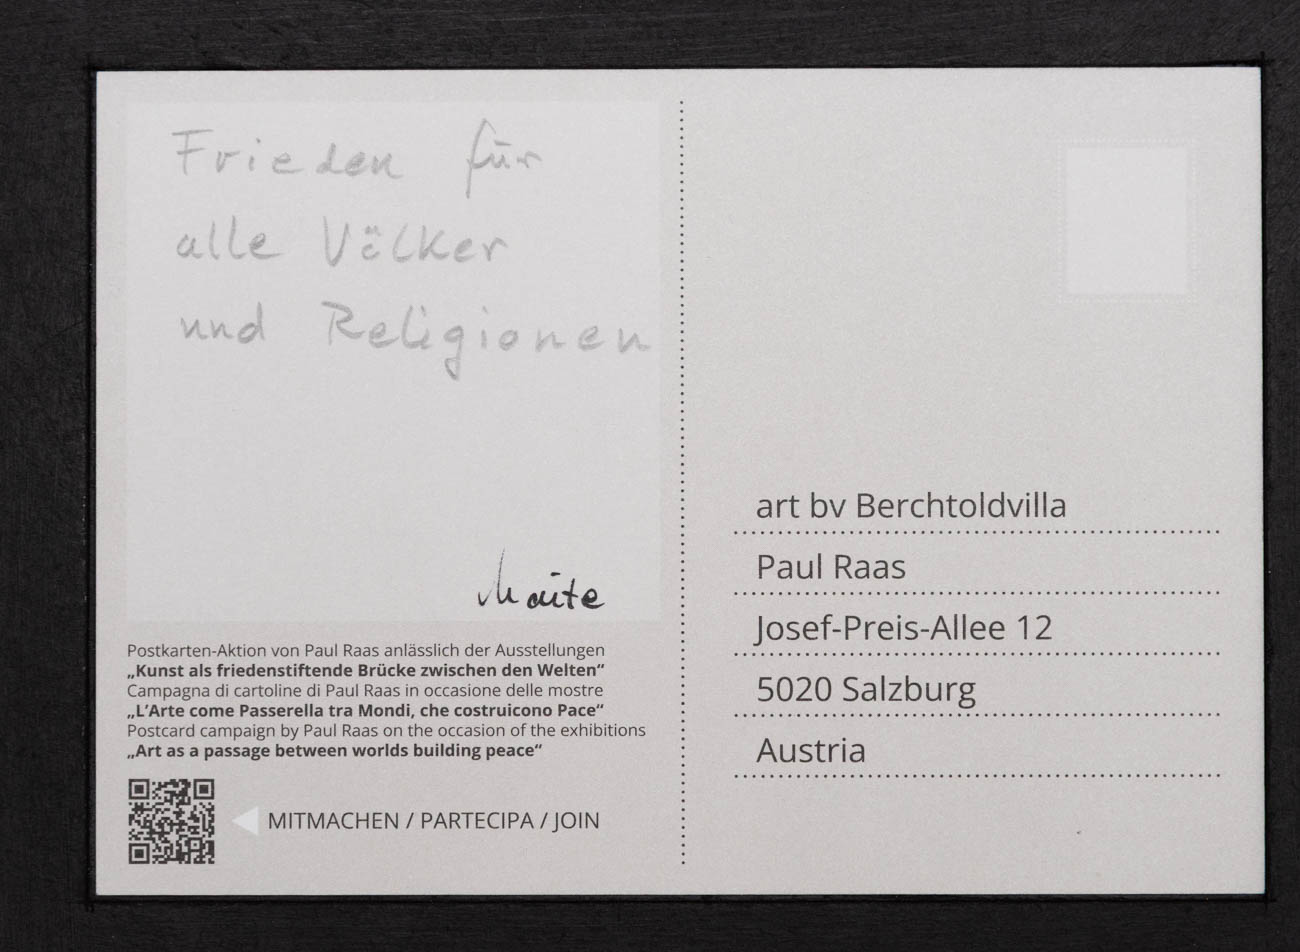 Frieden für
alle Völker
und Religionen
Maite
Postkarten-Aktion von Paul Raas anlässlich der Ausstellungen
„Kunst als friedenstiftende Brücke zwischen den Welten“
Campagna di cartoline di Paul Raas in occasione delle mostre
„L’Arte come Passerella tra Mondi, che costruicono Pace“
Postcard campaign by Paul Raas on the occasion of the exhibitions
„Art as a passage between worlds building peace“
MITMACHEN / PARTECIPA / JOIN
art bv Berchtoldvilla
Paul Raas
Josef-Preis-Allee 12
5020 Salzburg
Austria